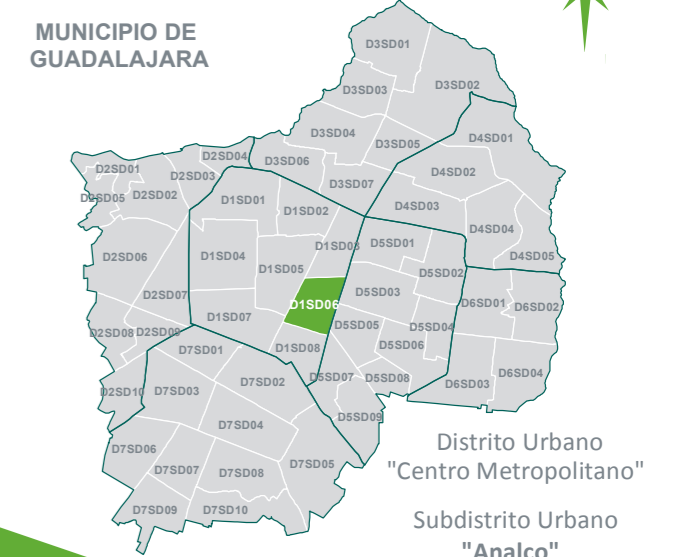 MUNICIPIO DE
GUADALAJARA
D3SD01
D3SD02
D3SD03
D3SD04
D3SD05
D4SD01
D2SD04
D3SD06
D2SD01
D2SD03
D4SD02
D3SD07
D2SD05
D2SD02
D1SD01
D1SD02
D4SD03
D4SD04
D1SD03
D5SD01
D2SD06
D1SD04
D4SD05
D1SD05
D5SD02
D2SD07
D5SD03
D1SD06
D6SD01
D6SD02
D1SD07
D5SD05
D5SD04
D2SD08
D2SD09
D5SD06
D7SD01
D1SD08
D6SD04
D5SD07
D5SD08
D7SD02
D6SD03
D2SD10
D7SD03
D5SD09
D7SD04
Distrito Urbano
D7SD06
D7SD05
"Centro Metropolitano"
D7SD07
D7SD08
D7SD09
D7SD10
Subdistrito Urbano
"Analco"